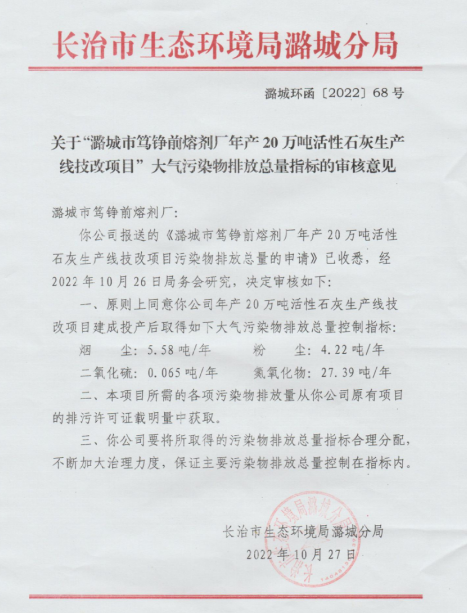 长治市生态环境局潞城分局
潞城环函〔2022〕68号
关于“潞城市笃铮前熔剂厂年产20万吨活性石灰生产
线技改项目”大气污染物排放总量指标的审核意见
潞城市笃铮前熔剂厂:
你公司报送的《潞城市笃铮前熔剂厂年产20万吨活性
石灰生产线技改项目污染物排放总量的申请》已收悉,经
2022年10月26日局务会研究,决定审核如下:
一、原则上同意你公司年产20万吨活性石灰生产线技
改项目建成投产后取得如下大气污染物排放总量控制指标:
烟 尘:5.58吨/年 粉 尘:4.22吨/年
二氧化硫:0.065吨/年 氮氧化物:27.39吨/年
二、本项目所需的各项污染物排放量从你公司原有项目
的排污许可证载明量中获取。
三、你公司要将所取得的污染物排放总量指标合理分配,
不断加大治理力度,保证主要污染物排放总量控制在指标内。
长治市生态环境局潞城分局
2022年10月27日